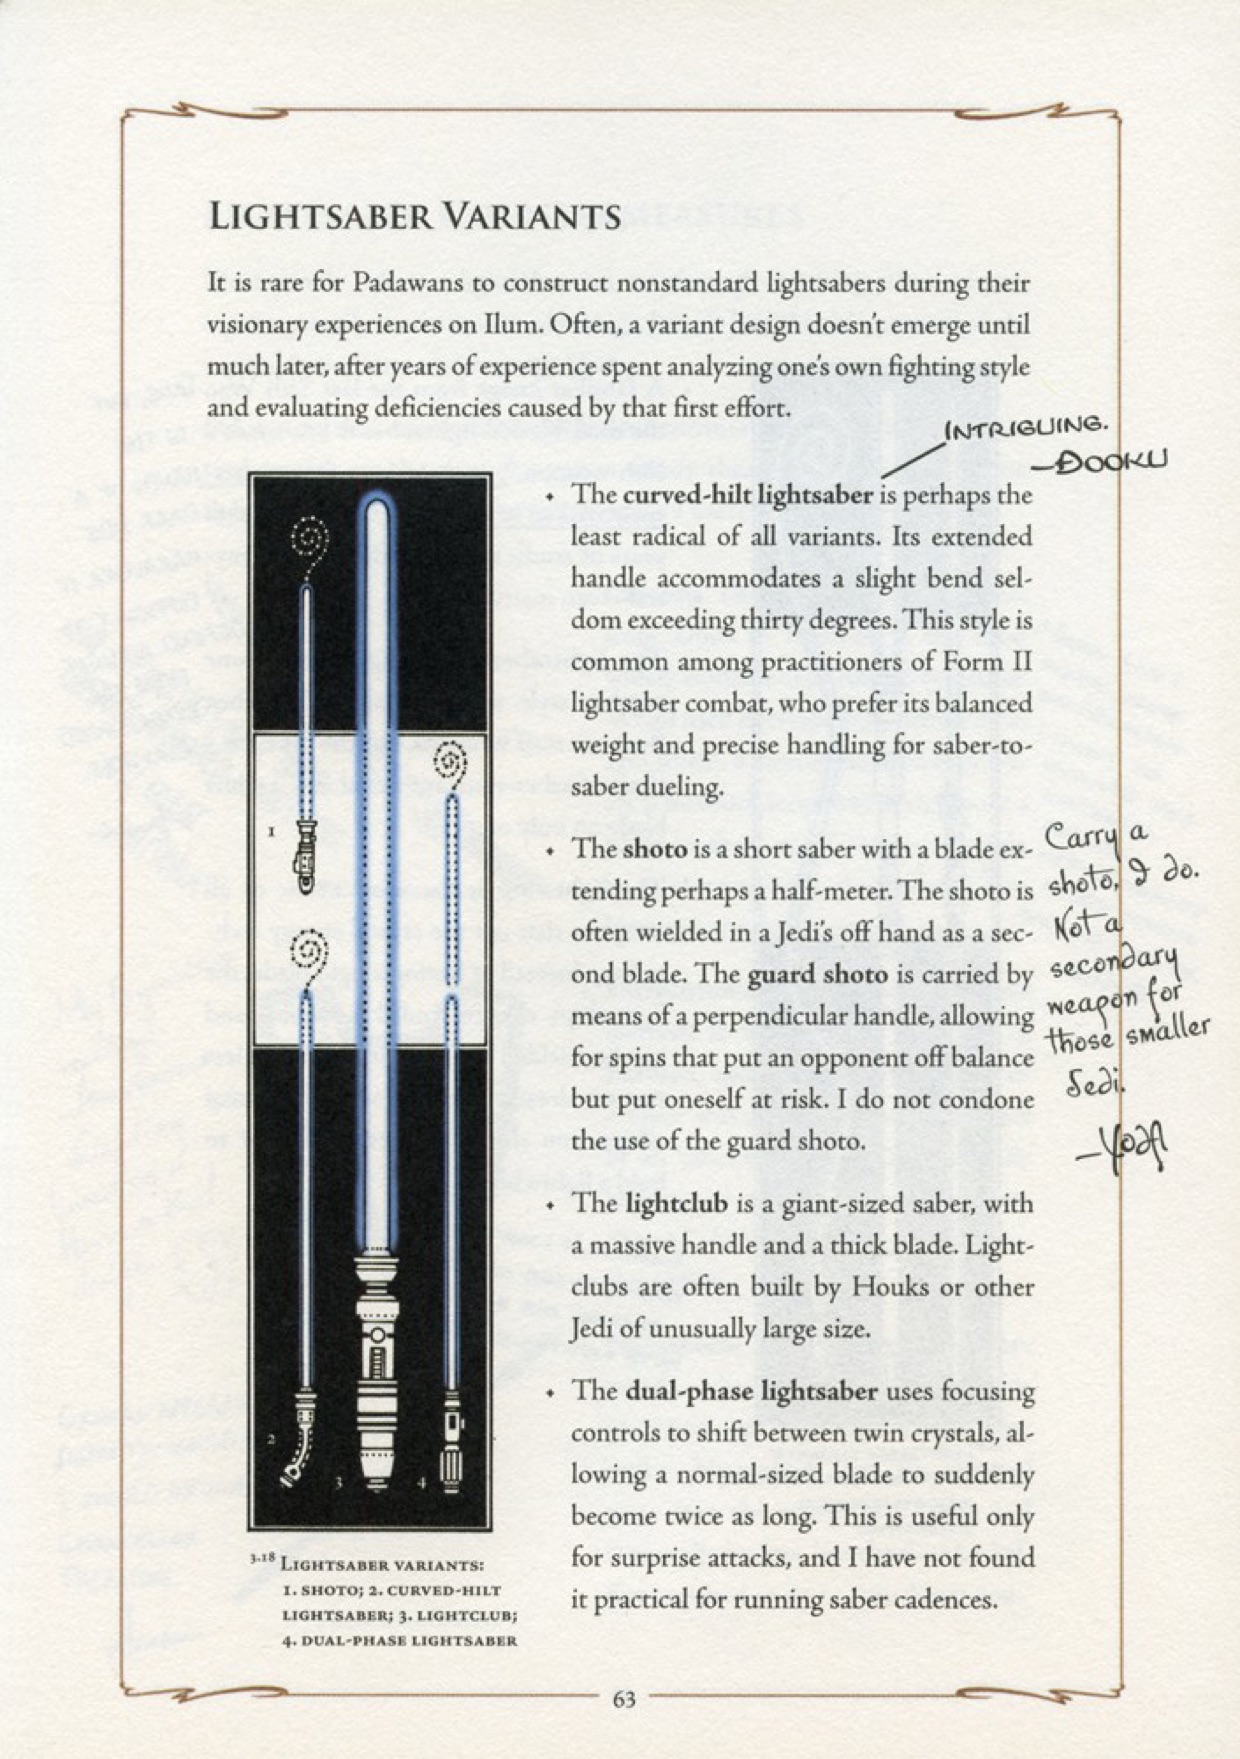 LIGHTSABER VARIANTS
It is rare for Padawans to construct nonstandard lightsabers during their
visionary experiences on Ilum. Often, a variant design doesn't emerge until
much later, after years of experience spent analyzing one's own fighting style
and evaluating deficiencies caused by that first effort.
INTRIGUING.
—DOOKU
• The curved-hilt lightsaber is perhaps the
least radical of all variants. Its extended
handle accommodates a slight bend sel-
dom exceeding thirty degrees. This style is
common among practitioners of Form II
lightsaber combat, who prefer its balanced
weight and precise handling for saber-to-
saber dueling.
• The shoto is a short saber with a blade ex-
tending perhaps a half-meter. The shoto is
often wielded in a Jedi's off hand as a sec-
ond blade. The guard shoto is carried by
means of a perpendicular handle, allowing
for spins that put an opponent off balance
but put oneself at risk. I do not condone
the use of the guard shoto.
Carry a
shoto, I do.
Not a
secondary
weapon for
those smaller
Jedi.
—Yoda
• The lightclub is a giant-sized saber, with
a massive handle and a thick blade. Light-
clubs are often built by Houks or other
Jedi of unusually large size.
• The dual-phase lightsaber uses focusing
controls to shift between twin crystals, al-
lowing a normal-sized blade to suddenly
become twice as long. This is useful only
for surprise attacks, and I have not found
it practical for running saber cadences.
1
2
3
4
3.18 LIGHTSABER VARIANTS:
1. SHOTO; 2. CURVED-HILT
LIGHTSABER; 3. LIGHTCLUB;
4. DUAL-PHASE LIGHTSABER
63